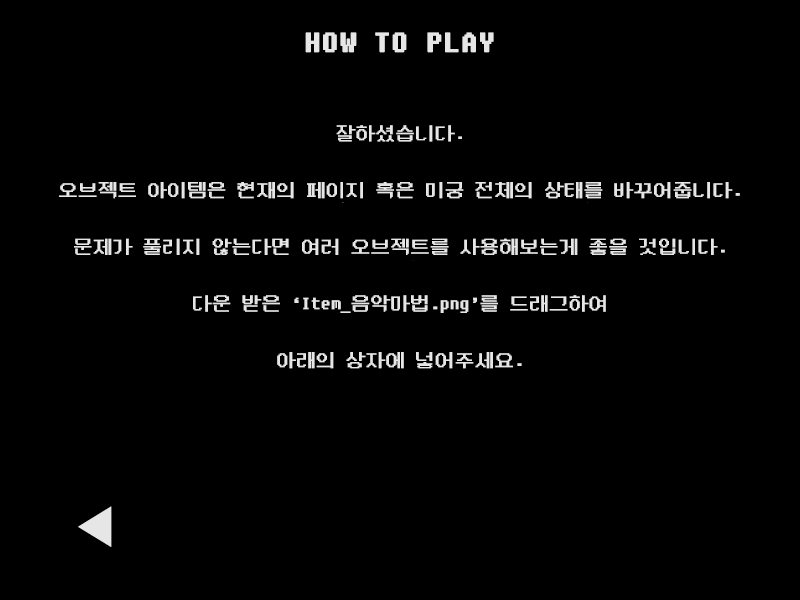 HOW TO PLAY
잘하셨습니다.
오브젝트 아이템은 현재의 페이지 혹은 미궁 전체의 상태를 바꾸어줍니다.
문제가 풀리지 않는다면 여러 오브젝트를 사용해보는게 좋을 것입니다.
다운 받은 ‘Item_음악마법.png’를 드래그하여
아래의 상자에 넣어주세요.